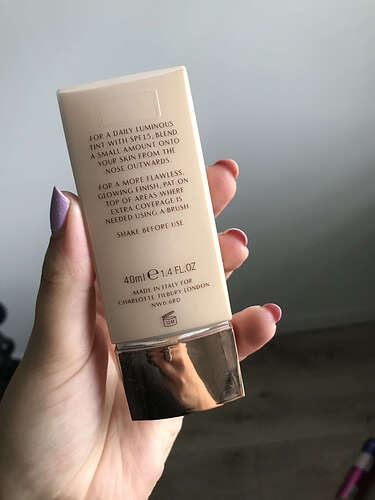 FOR A DAILY LUMINOUS
TINT WITH SPF15, BLEND
A SMALL AMOUNT ONTO
YOUR SKIN FROM THE
NOSE OUTWARDS.
FOR A MORE FLAWLESS,
GLOWING FINISH, PAT ON
TOP OF AREAS WHERE
EXTRA COVERAGE IS
NEEDED USING A BRUSH
SHAKE BEFORE USE
40ml ℮ 1.4 FL.OZ
MADE IN ITALY FOR
CHARLOTTE TILBURY LONDON
NW6 6RD